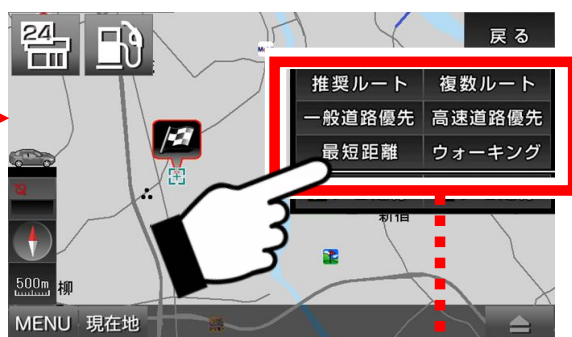 24
戻る
推奨ルート
複数ルート
一般道路優先
高速道路優先
最短距離
ウォーキング
新宿
500m
柳
MENU
現在地